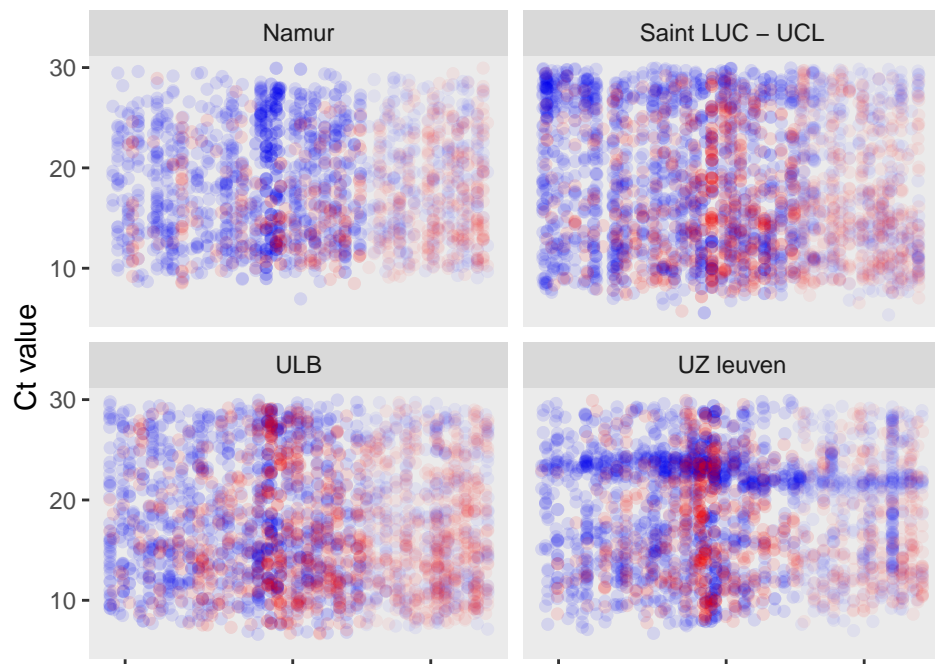 Namur
Saint LUC – UCL
30
20
10
Ct value
ULB
UZ leuven
30
20
10